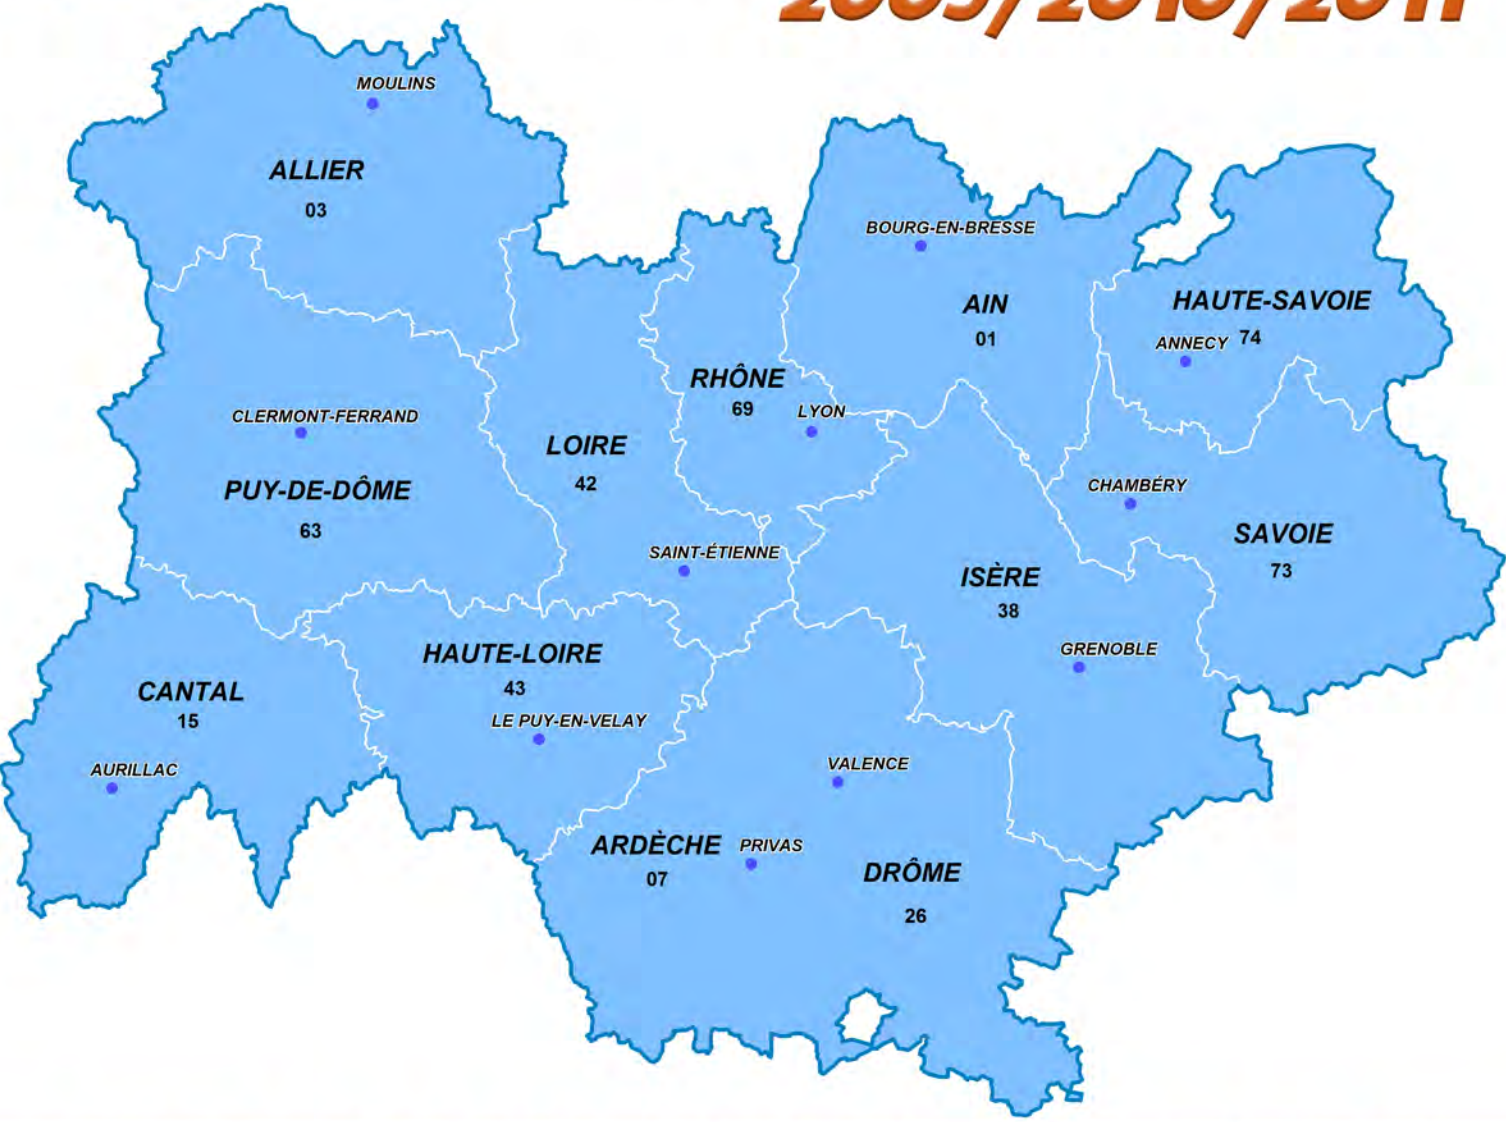 MOULINS
ALLIER
03
BOURG-EN-BRESSE
AIN
01
HAUTE-SAVOIE
ANNECY 74
RHÔNE
69
LYON
CLERMONT-FERRAND
LOIRE
42
PUY-DE-DÔME
63
CHAMBÉRY
SAVOIE
73
SAINT-ÉTIENNE
ISÈRE
38
GRENOBLE
HAUTE-LOIRE
43
LE PUY-EN-VELAY
CANTAL
15
AURILLAC
VALENCE
ARDÈCHE
07
PRIVAS
DRÔME
26